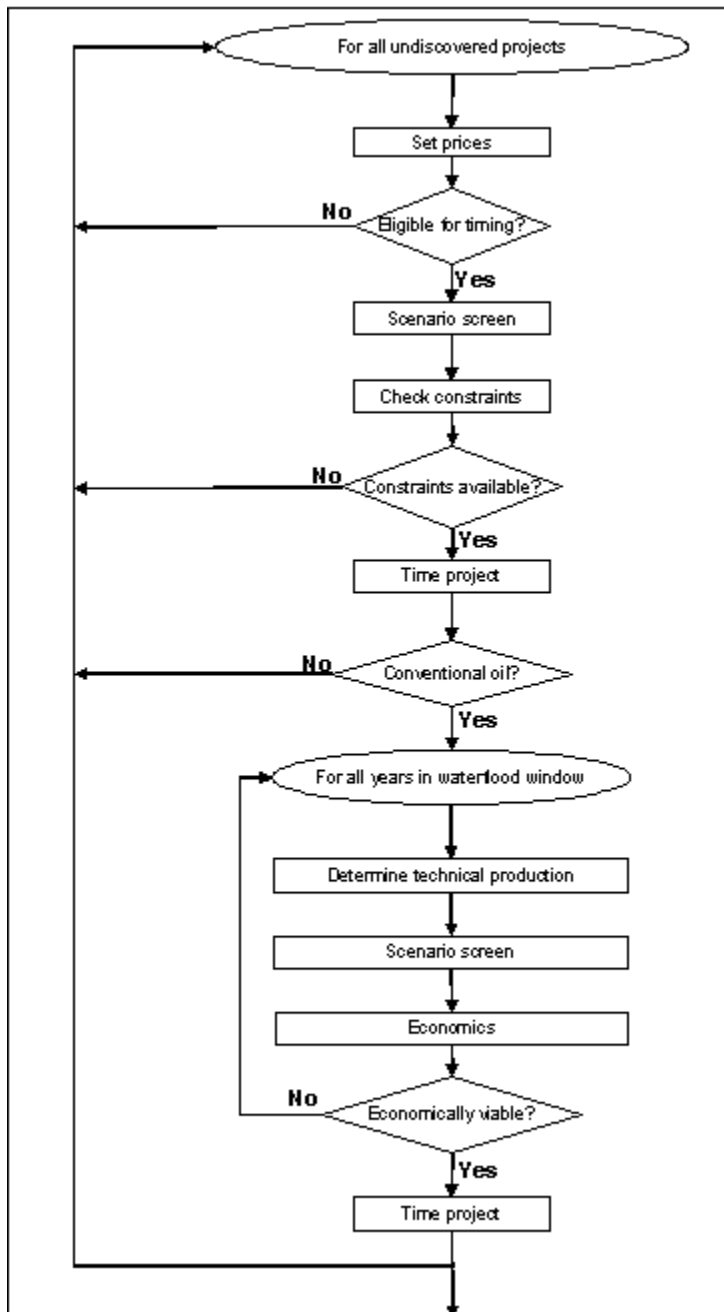 For all undiscovered projects
Set prices
No
Eligible for timing?
Yes
Scenario screen
Check constraints
No
Constraints available?
Yes
Time project
No
Conventional oil?
Yes
For all years in waterflood window
Determine technical production
Scenario screen
Economics
No
Economically viable?
Yes
Time project